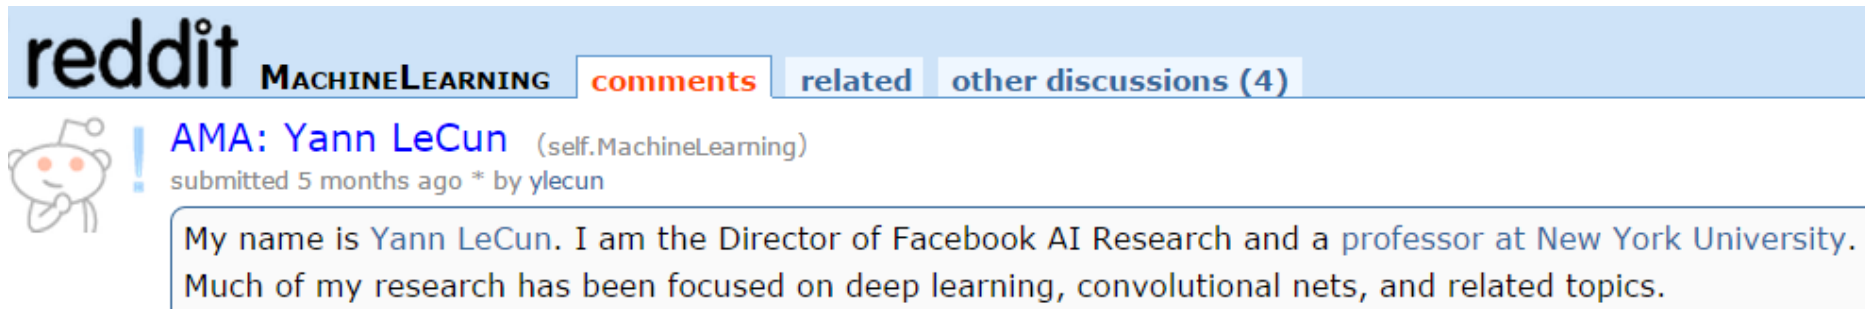 reddit MACHINELEARNING comments related other discussions (4)
AMA: Yann LeCun (self.MachineLearning)
submitted 5 months ago * by ylecun
My name is Yann LeCun. I am the Director of Facebook AI Research and a professor at New York University.
Much of my research has been focused on deep learning, convolutional nets, and related topics.